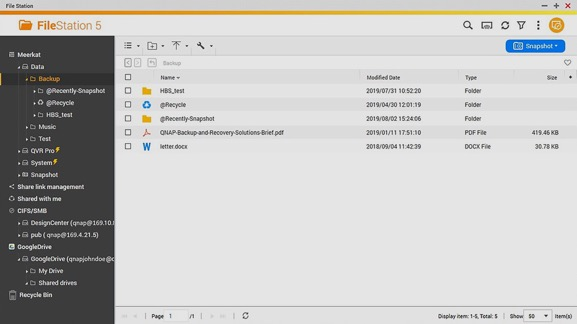 File Station
FileStation 5
Meerkat
Data
Backup
@Recently-Snapshot
@Recycle
HBS_test
Music
Test
QVR Pro
System
Snapshot
Share link management
Shared with me
CIFS/SMB
DesignCenter (qnap@169.10.
pub ( qnap@169.4.21.5)
GoogleDrive
GoogleDrive (qnapjohndoe@c
My Drive
Shared drives
Recycle Bin
Snapshot
Backup
Name Modified Date Type Size
HBS_test 2019/07/31 10:52:20 Folder
@Recycle 2019/04/30 12:01:19 Folder
@Recently-Snapshot 2019/08/02 15:24:06 Folder
QNAP-Backup-and-Recovery-Solutions-Brief.pdf 2019/01/11 17:51:10 PDF File 419.46 KB
letter.docx 2018/09/04 11:42:39 DOCX File 30.78 KB
Page 1 /1 Display item: 1-5, Total: 5 Show 50 Item(s)